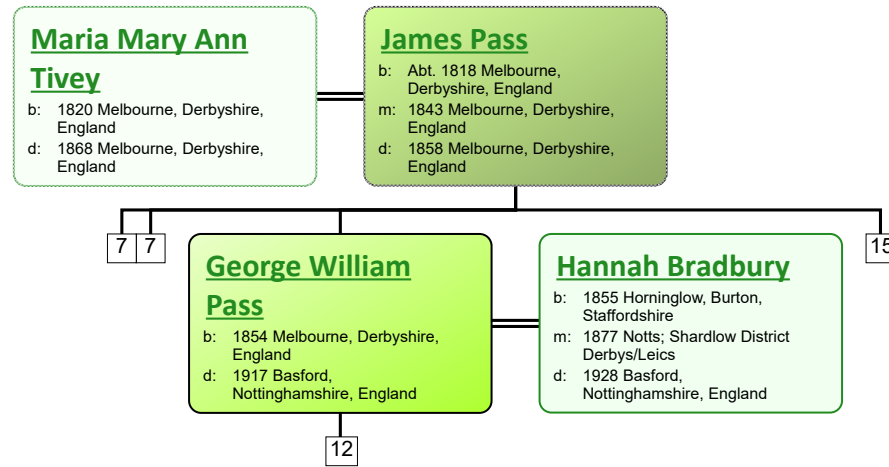 Maria Mary Ann
Tivey
b: 1820 Melbourne, Derbyshire,
England
d: 1868 Melbourne, Derbyshire,
England
James Pass
b: Abt. 1818 Melbourne,
Derbyshire, England
m: 1843 Melbourne, Derbyshire,
England
d: 1858 Melbourne, Derbyshire,
England
7
7
15
George William
Pass
b: 1854 Melbourne, Derbyshire,
England
d: 1917 Basford,
Nottinghamshire, England
Hannah Bradbury
b: 1855 Horninglow, Burton,
Staffordshire
m: 1877 Notts; Shardlow District
Derbys/Leics
d: 1928 Basford,
Nottinghamshire, England
12